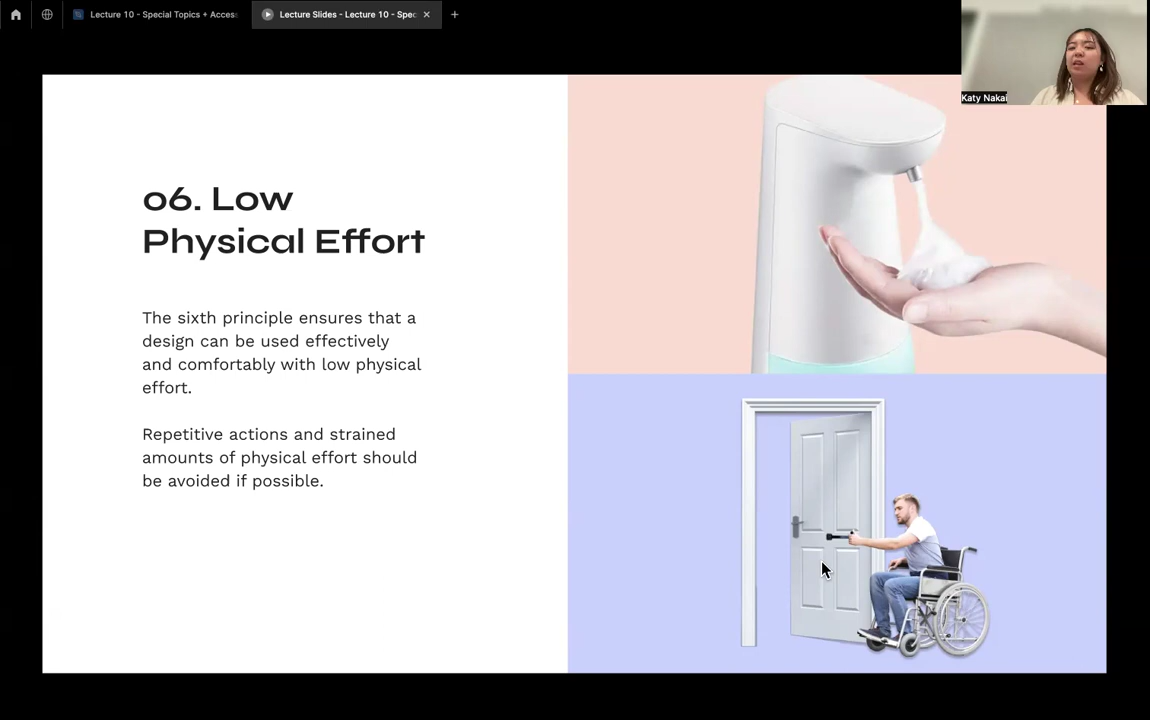 Lecture 10 - Special Topics + Access
Lecture Slides - Lecture 10 - Spec
Katy Nakai
06. Low
Physical Effort
The sixth principle ensures that a
design can be used effectively
and comfortably with low physical
effort.
Repetitive actions and strained
amounts of physical effort should
be avoided if possible.